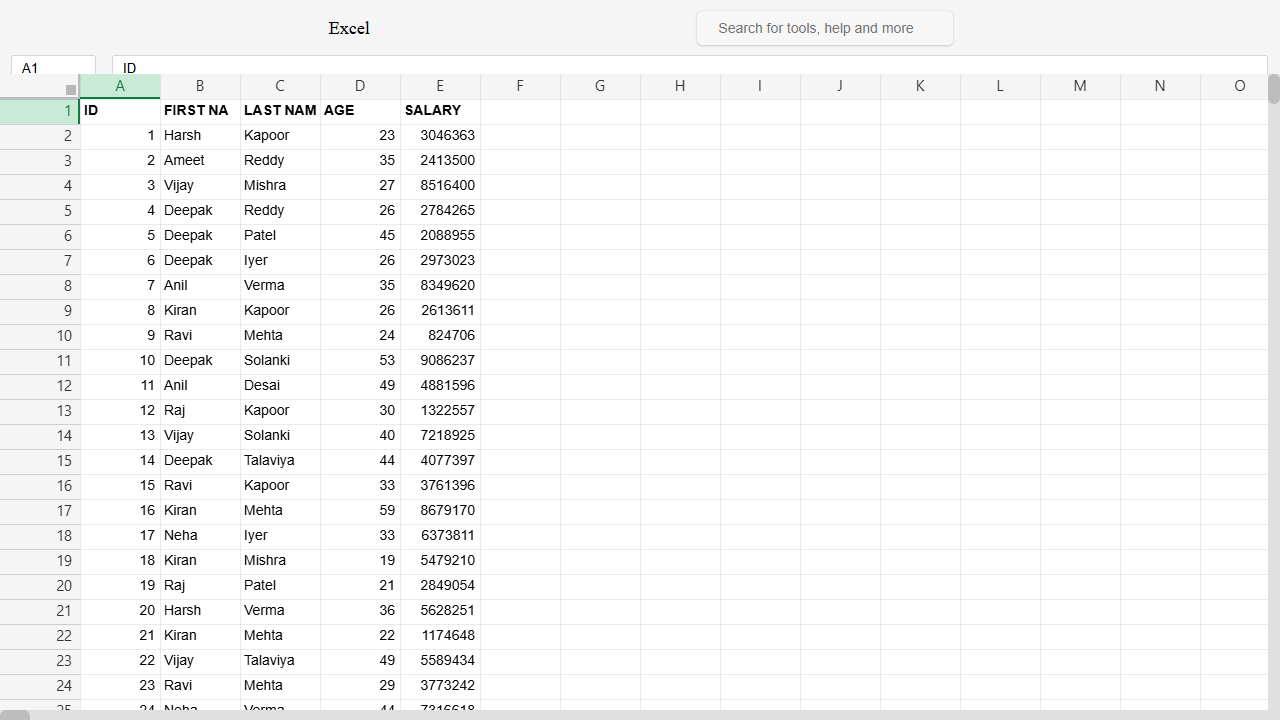 Excel
Search for tools, help and more
A1 ID
A B C D E F G H I J K L M N O
1 ID FIRST NA LAST NAM AGE SALARY
2 1 Harsh Kapoor 23 3046363
3 2 Ameet Reddy 35 2413500
4 3 Vijay Mishra 27 8516400
5 4 Deepak Reddy 26 2784265
6 5 Deepak Patel 45 2088955
7 6 Deepak Iyer 26 2973023
8 7 Anil Verma 35 8349620
9 8 Kiran Kapoor 26 2613611
10 9 Ravi Mehta 24 824706
11 10 Deepak Solanki 53 9086237
12 11 Anil Desai 49 4881596
13 12 Raj Kapoor 30 1322557
14 13 Vijay Solanki 40 7218925
15 14 Deepak Talaviya 44 4077397
16 15 Ravi Kapoor 33 3761396
17 16 Kiran Mehta 59 8679170
18 17 Neha Iyer 33 6373811
19 18 Kiran Mishra 19 5479210
20 19 Raj Patel 21 2849054
21 20 Harsh Verma 36 5628251
22 21 Kiran Mehta 22 1174648
23 22 Vijay Talaviya 49 5589434
24 23 Ravi Mehta 29 3773242
25 24 Neha Verma 44